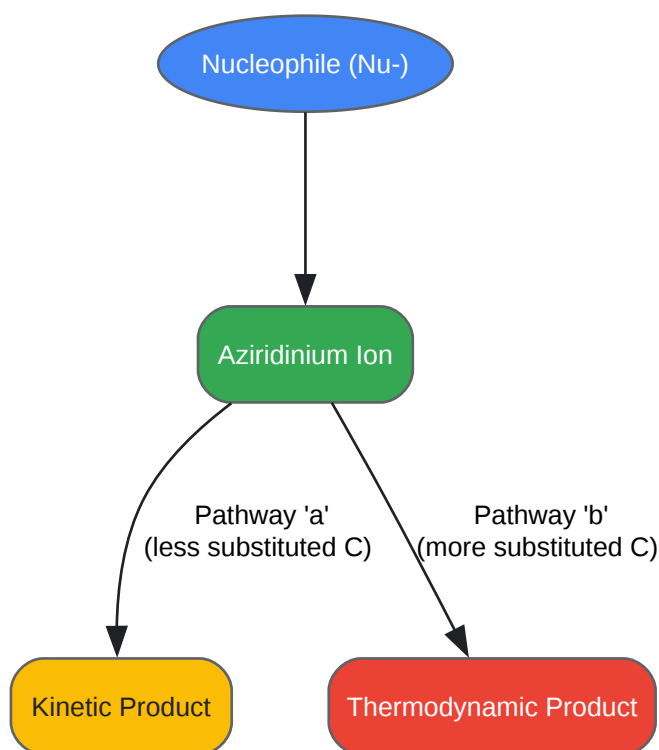 Nucleophile (Nu-)
Aziridinium Ion
Pathway 'a'
(less substituted C)
Pathway 'b'
(more substituted C)
Kinetic Product
Thermodynamic Product